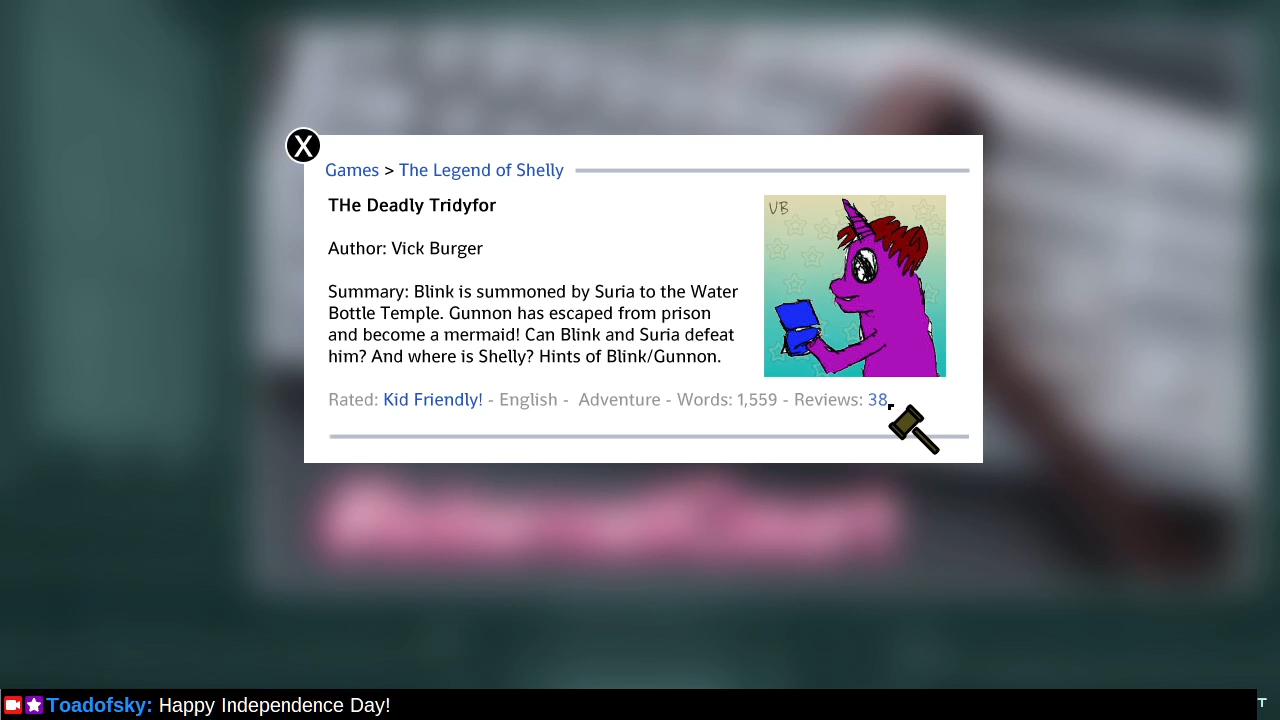 X
Games > The Legend of Shelly
THe Deadly Tridyfor
VB
Author: Vick Burger
Summary: Blink is summoned by Suria to the Water
Bottle Temple. Gunnon has escaped from prison
and become a mermaid! Can Blink and Suria defeat
him? And where is Shelly? Hints of Blink/Gunnon.
Rated: Kid Friendly! - English - Adventure - Words: 1,559 - Reviews: 38
Toadofsky: Happy Independence Day!
T